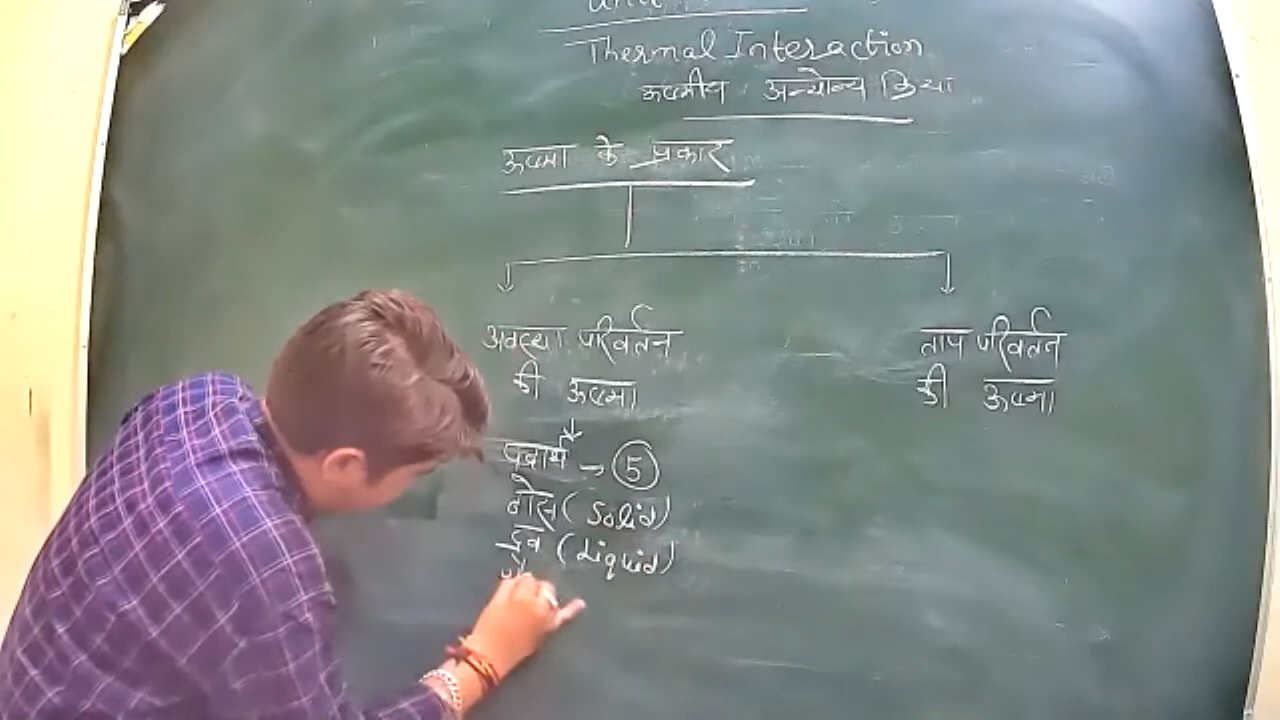 Thermal Interaction
ऊष्मीय अन्योन्य क्रिया
ऊष्मा के प्रकार
अवस्था परिवर्तन
की ऊष्मा
ताप परिवर्तन
की ऊष्मा
पदार्थ → 5
ठोस (Solid)
द्रव (Liquid)